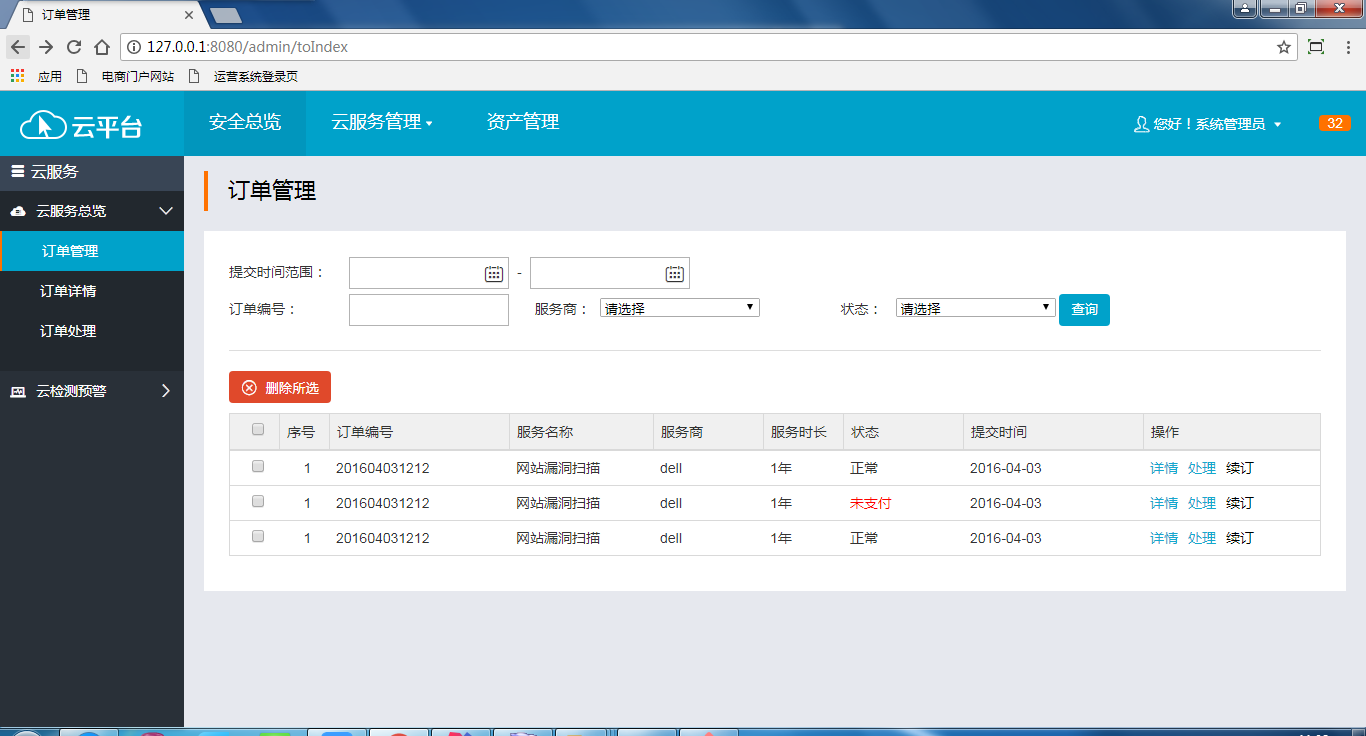 订单管理
127.0.0.1:8080/admin/toIndex
应用 电商门户网站 运营系统登录页
云平台 安全总览 云服务管理 资产管理 您好！系统管理员 32
云服务
云服务总览
订单管理
订单详情
订单处理
云检测预警
订单管理
提交时间范围： -
订单编号： 服务商： 请选择 状态： 请选择 查询
删除所选
序号 订单编号 服务名称 服务商 服务时长 状态 提交时间 操作
1 201604031212 网站漏洞扫描 dell 1年 正常 2016-04-03 详情 处理 续订
1 201604031212 网站漏洞扫描 dell 1年 未支付 2016-04-03 详情 处理 续订
1 201604031212 网站漏洞扫描 dell 1年 正常 2016-04-03 详情 处理 续订